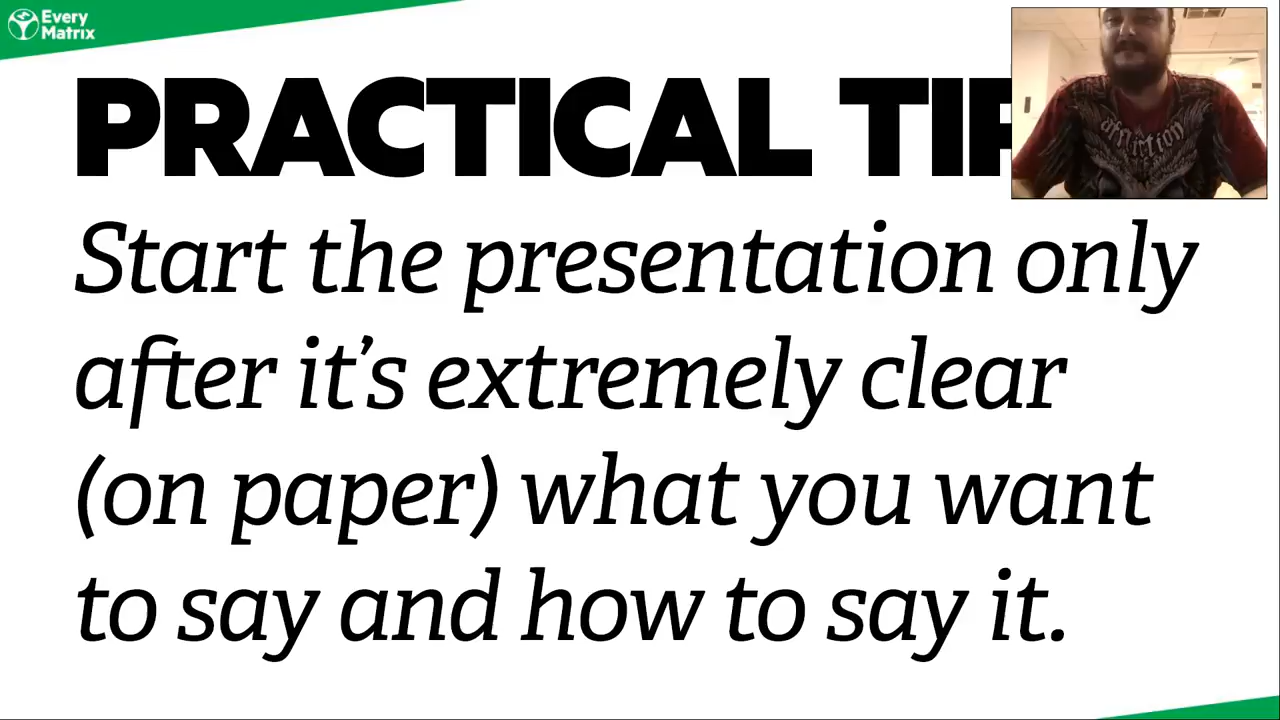 Every
Matrix
PRACTICAL TIP
Start the presentation only
after it's extremely clear
(on paper) what you want
to say and how to say it.
affliction